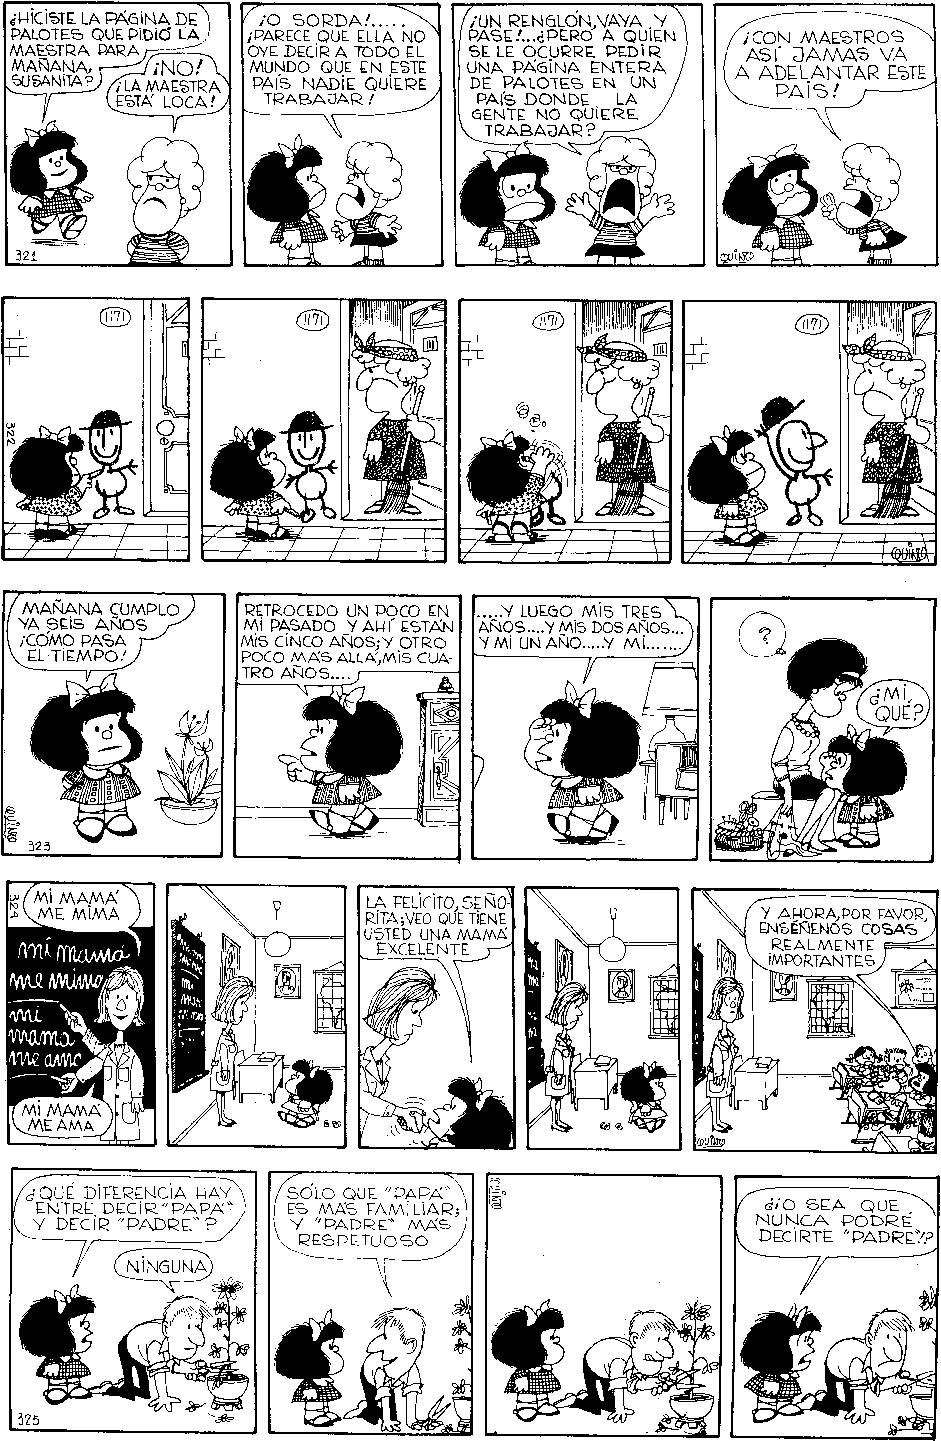 ¿HICISTE LA PÁGINA DE
PALOTES QUE PIDIÓ LA
MAESTRA PARA
MAÑANA,
SUSANITA?
¡NO!
¡LA MAESTRA
ESTÁ LOCA!
321
¡O SORDA!.....
¡PARECE QUE ELLA NO
OYE DECIR A TODO EL
MUNDO QUE EN ESTE
PAÍS NADIE QUIERE
TRABAJAR!
¡UN RENGLÓN, VAYA Y
PASE!...¿PERO A QUIEN
SE LE OCURRE PEDIR
UNA PÁGINA ENTERA
DE PALOTES EN UN
PAÍS DONDE LA
GENTE NO QUIERE
TRABAJAR?
¡CON MAESTROS
ASÍ JAMAS VA
A ADELANTAR ESTE
PAÍS!
QUINO
322
1171
1171
1171
1171
QUINO
MAÑANA CUMPLO
YA SEIS AÑOS
¡COMO PASA
EL TIEMPO!
QUINO
323
RETROCEDO UN POCO EN
MI PASADO Y AHÍ ESTÁN
MIS CINCO AÑOS; Y OTRO
POCO MAS ALLÁ, MIS CUA-
TRO AÑOS....
....Y LUEGO MIS TRES
AÑOS....Y MIS DOS AÑOS...
Y MI UN AÑO.....Y MI......
?
¿MI,
QUÉ?
324
MI MAMÁ
ME MIMA
mi mamá
me mima
mi
mamá
me ama
MI MAMÁ
ME AMA
LA FELICITO, SEÑO-
RITA; VEO QUE TIENE
USTED UNA MAMÁ
EXCELENTE
Y AHORA, POR FAVOR,
ENSÉÑENOS COSAS
REALMENTE
IMPORTANTES
QUINO
¿QUÉ DIFERENCIA HAY
ENTRE DECIR "PAPÁ"
Y DECIR "PADRE"?
NINGUNA
325
SÓLO QUE "PAPÁ"
ES MÁS FAMILIAR;
Y "PADRE" MÁS
RESPETUOSO
QUINO
¿¡O SEA QUE
NUNCA PODRÉ
DECIRTE "PADRE"!?